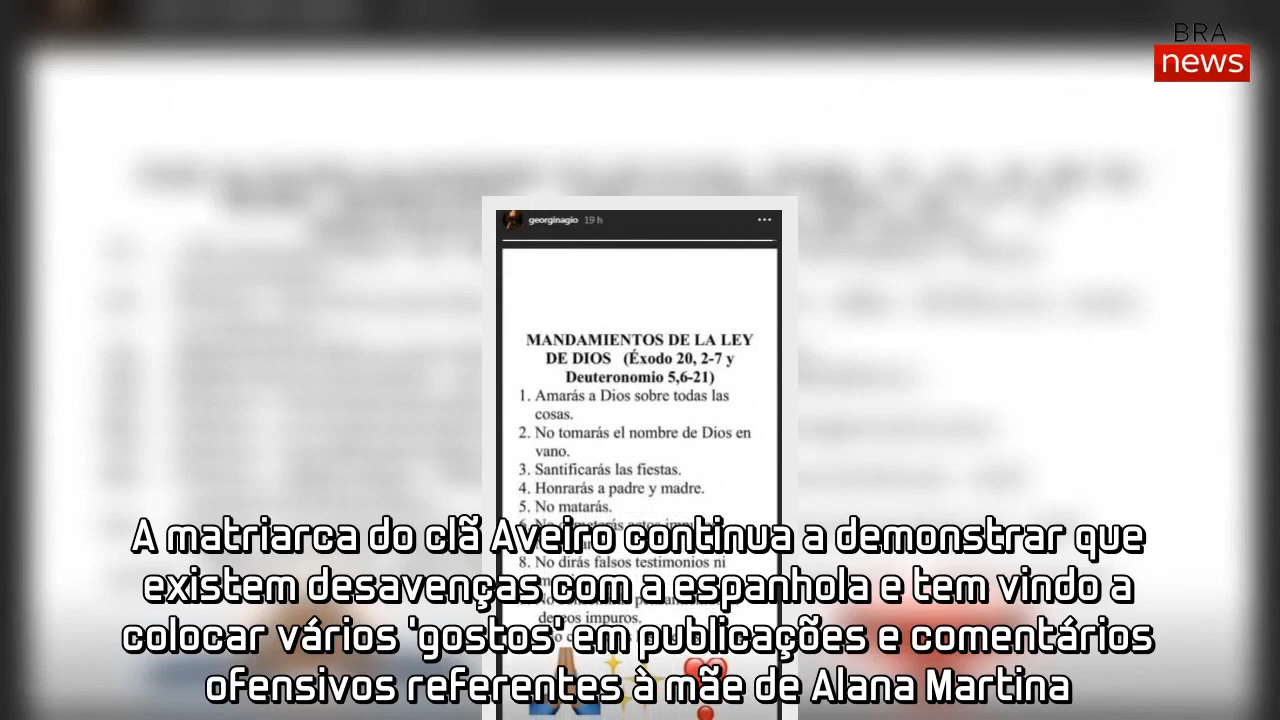 BRA
news
georginagio 19 h
MANDAMIENTOS DE LA LEY
DE DIOS (Éxodo 20, 2-7 y
Deuteronomio 5,6-21)
1. Amarás a Dios sobre todas las
cosas.
2. No tomarás el nombre de Dios en
vano.
3. Santificarás las fiestas.
4. Honrarás a padre y madre.
5. No matarás.
8. No dirás falsos testimonios ni
impuros.
A matriarca do clã Aveiro continua a demonstrar que
existem desavenças com a espanhola e tem vindo a
colocar vários 'gostos' em publicações e comentários
ofensivos referentes à mãe de Alana Martina